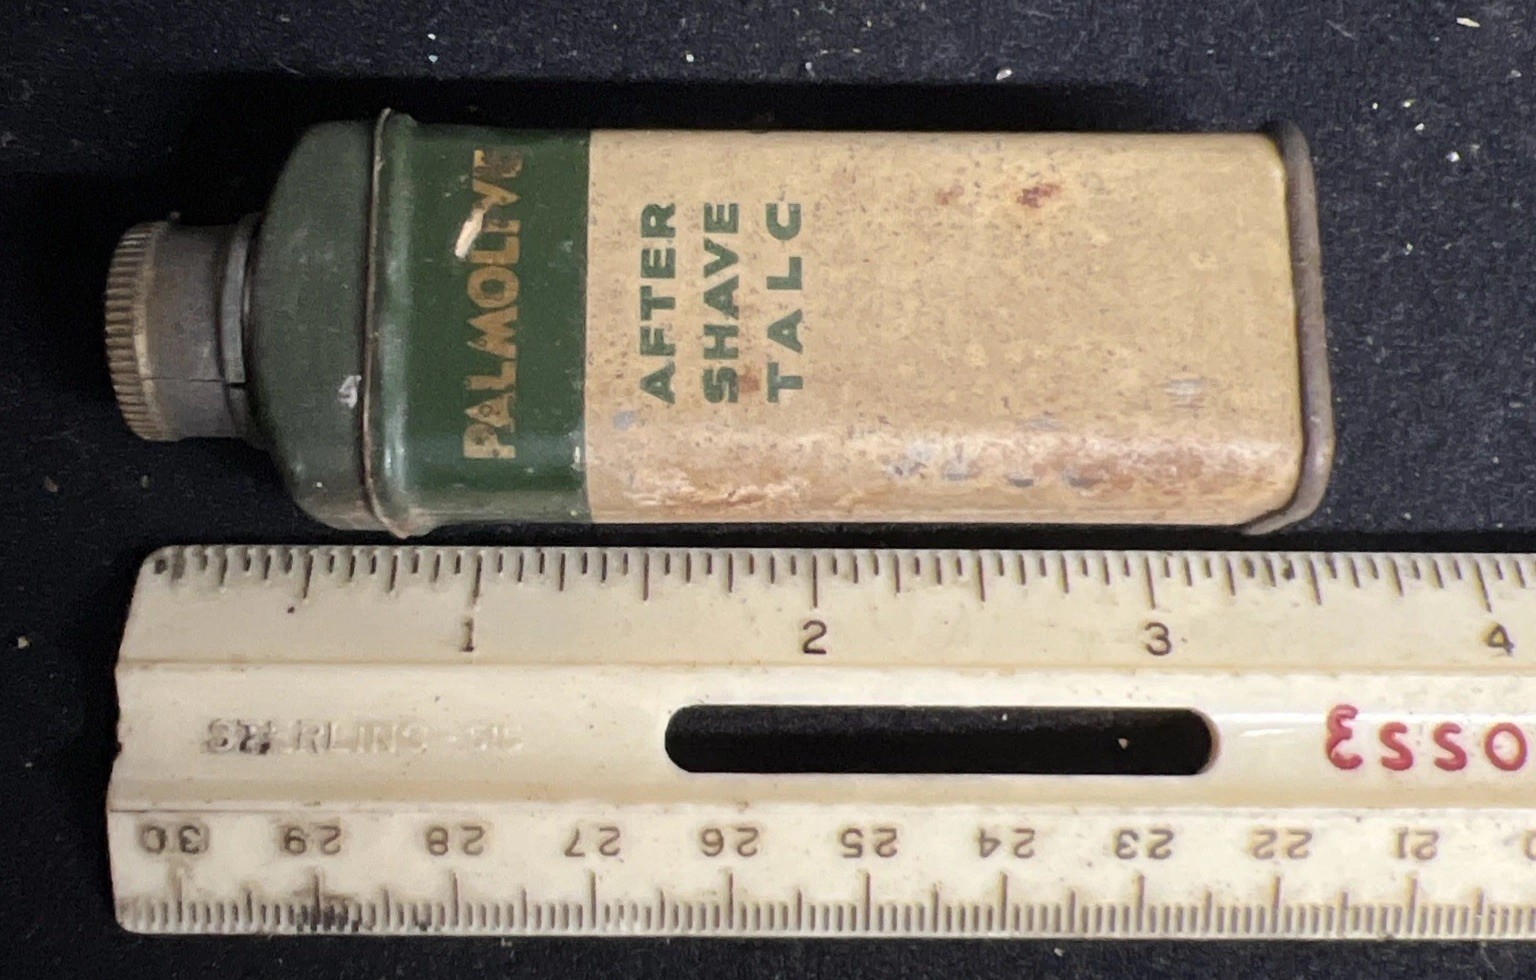 PALMOLIVE
AFTER
SHAVE
TALC
1 2 3 4
STERLING
0223
30 29 28 27 26 25 24 23 22 21